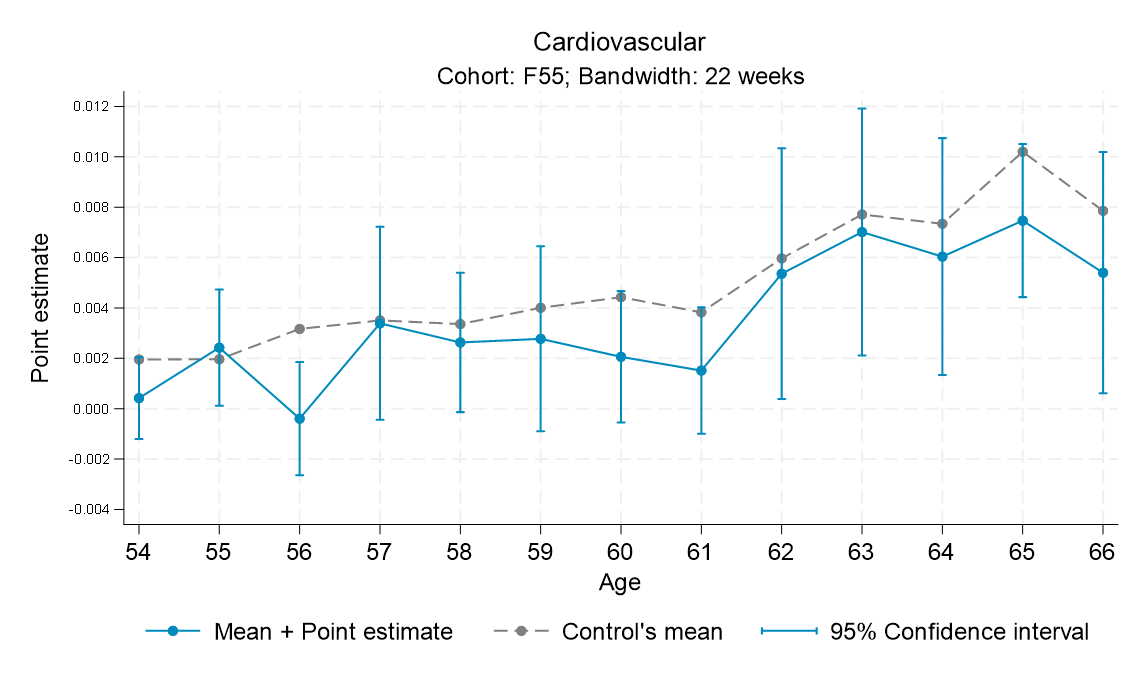 Cardiovascular
Cohort: F55; Bandwidth: 22 weeks
Point estimate
0.012
0.010
0.008
0.006
0.004
0.002
0.000
-0.002
-0.004
54 55 56 57 58 59 60 61 62 63 64 65 66
Age
Mean + Point estimate Control's mean 95% Confidence interval